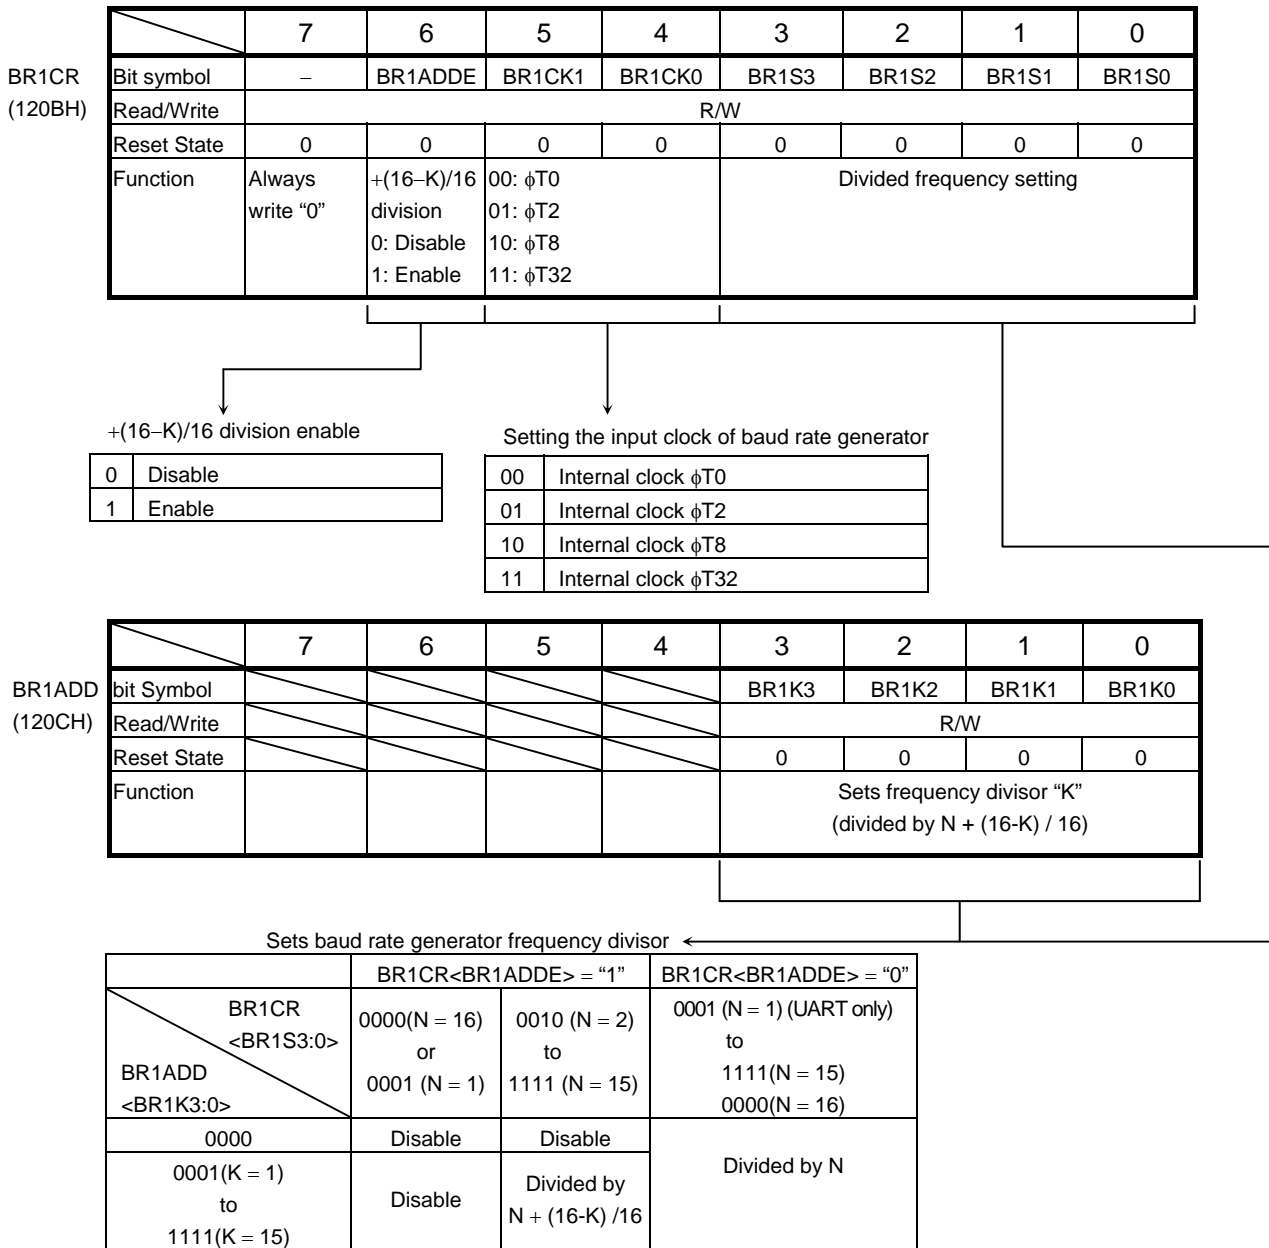 7 6 5 4 3 2 1 0
BR1CR Bit symbol – BR1ADDE BR1CK1 BR1CK0 BR1S3 BR1S2 BR1S1 BR1S0
(120BH) Read/Write R/W
Reset State 0 0 0 0 0 0 0 0
Function Always +(16–K)/16 00: ϕT0 Divided frequency setting
write “0” division 01: ϕT2
0: Disable 10: ϕT8
1: Enable 11: ϕT32
+(16–K)/16 division enable Setting the input clock of baud rate generator
0 Disable 00 Internal clock ϕT0
1 Enable 01 Internal clock ϕT2
10 Internal clock ϕT8
11 Internal clock ϕT32
7 6 5 4 3 2 1 0
BR1ADD bit Symbol BR1K3 BR1K2 BR1K1 BR1K0
(120CH) Read/Write R/W
Reset State 0 0 0 0
Function Sets frequency divisor “K”
(divided by N + (16-K) / 16)
Sets baud rate generator frequency divisor
BR1CR<BR1ADDE> = “1” BR1CR<BR1ADDE> = “0”
BR1CR 0000(N = 16) 0010 (N = 2) 0001 (N = 1) (UART only)
<BR1S3:0> or to to
BR1ADD 0001 (N = 1) 1111 (N = 15) 1111(N = 15)
<BR1K3:0> 0000(N = 16)
0000 Disable Disable Divided by N
0001(K = 1) Disable Divided by
to N + (16-K) /16
1111(K = 15)